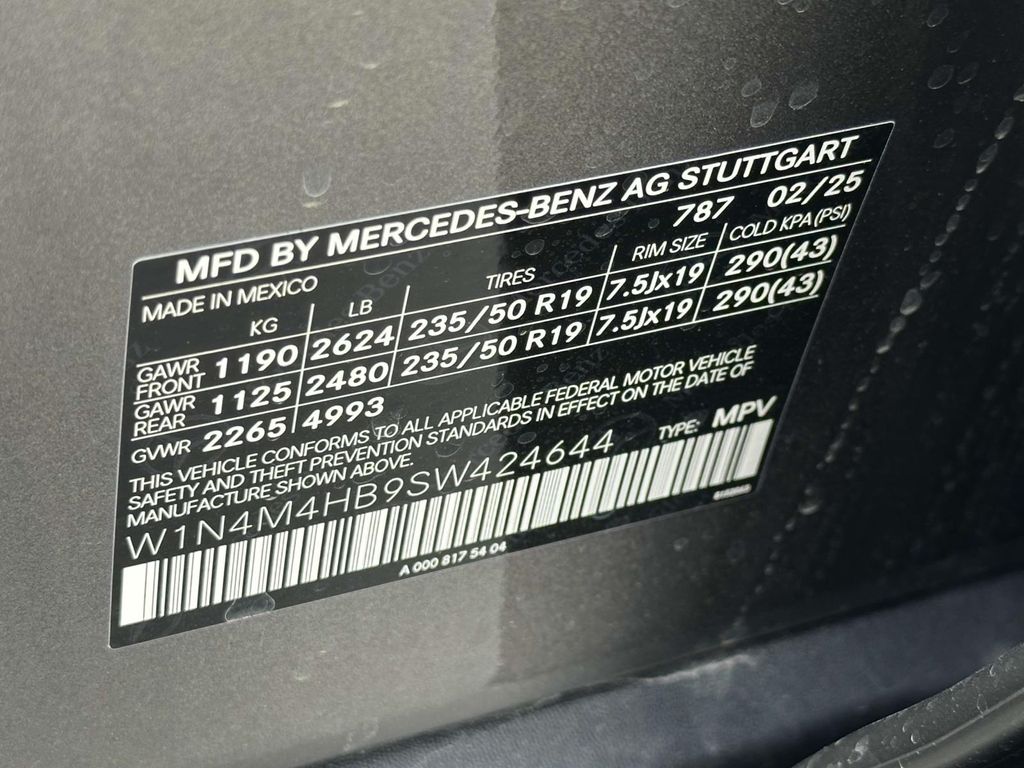 MFD BY MERCEDES-BENZ AG STUTTGART
MADE IN MEXICO 787 02/25
KG LB TIRES RIM SIZE COLD KPA (PSI)
GAWR FRONT 1190 2624 235/50 R19 7.5Jx19 290(43)
GAWR REAR 1125 2480 235/50 R19 7.5Jx19 290(43)
GVWR 2265 4993
THIS VEHICLE CONFORMS TO ALL APPLICABLE FEDERAL MOTOR VEHICLE
SAFETY AND THEFT PREVENTION STANDARDS IN EFFECT ON THE DATE OF
MANUFACTURE SHOWN ABOVE.
W1N4M4HB9SW424644 TYPE: MPV
A 000 817 54 04